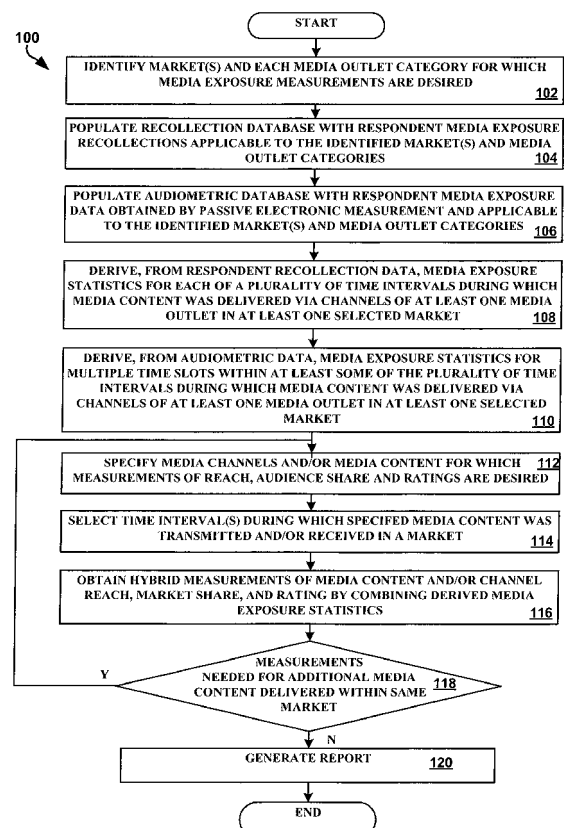 START
100
IDENTIFY MARKET(S) AND EACH MEDIA OUTLET CATEGORY FOR WHICH
MEDIA EXPOSURE MEASUREMENTS ARE DESIRED
102
POPULATE RECOLLECTION DATABASE WITH RESPONDENT MEDIA EXPOSURE
RECOLLECTIONS APPLICABLE TO THE IDENTIFIED MARKET(S) AND MEDIA
OUTLET CATEGORIES
104
POPULATE AUDIOMETRIC DATABASE WITH RESPONDENT MEDIA EXPOSURE
DATA OBTAINED BY PASSIVE ELECTRONIC MEASUREMENT AND APPLICABLE
TO THE IDENTIFIED MARKET(S) AND MEDIA OUTLET CATEGORIES
106
DERIVE, FROM RESPONDENT RECOLLECTION DATA, MEDIA EXPOSURE
STATISTICS FOR EACH OF A PLURALITY OF TIME INTERVALS DURING WHICH
MEDIA CONTENT WAS DELIVERED VIA CHANNELS OF AT LEAST ONE MEDIA
OUTLET IN AT LEAST ONE SELECTED MARKET
108
DERIVE, FROM AUDIOMETRIC DATA, MEDIA EXPOSURE STATISTICS FOR
MULTIPLE TIME SLOTS WITHIN AT LEAST SOME OF THE PLURALITY OF TIME
INTERVALS DURING WHICH MEDIA CONTENT WAS DELIVERED VIA
CHANNELS OF AT LEAST ONE MEDIA OUTLET IN AT LEAST ONE SELECTED
MARKET
110
SPECIFY MEDIA CHANNELS AND/OR MEDIA CONTENT FOR WHICH
112
MEASUREMENTS OF REACH, AUDIENCE SHARE AND RATINGS ARE DESIRED
SELECT TIME INTERVAL(S) DURING WHICH SPECIFED MEDIA CONTENT WAS
TRANSMITTED AND/OR RECEIVED IN A MARKET
114
OBTAIN HYBRID MEASUREMENTS OF MEDIA CONTENT AND/OR CHANNEL
REACH, MARKET SHARE, AND RATING BY COMBINING DERIVED MEDIA
EXPOSURE STATISTICS
116
MEASUREMENTS
NEEDED FOR ADDITIONAL MEDIA
CONTENT DELIVERED WITHIN SAME
MARKET
118
Y
N
GENERATE REPORT
120
END